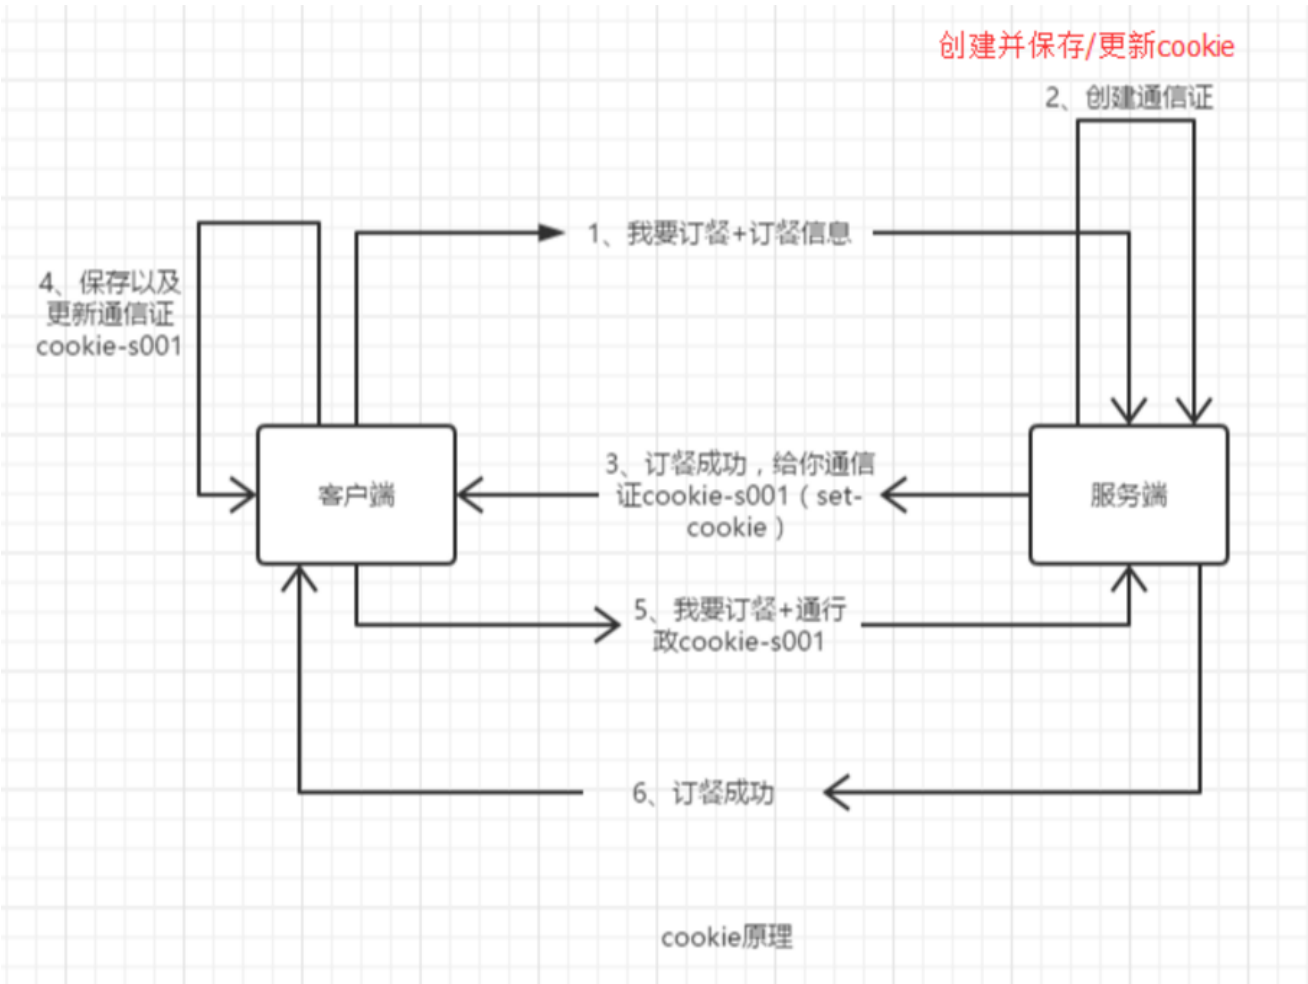 创建并保存/更新cookie
2、创建通信证
1、我要订餐+订餐信息
4、保存以及
更新通信证
cookie-s001
3、订餐成功，给你通信
证cookie-s001（set-
cookie）
客户端
服务端
5、我要订餐+通行
政cookie-s001
6、订餐成功
cookie原理